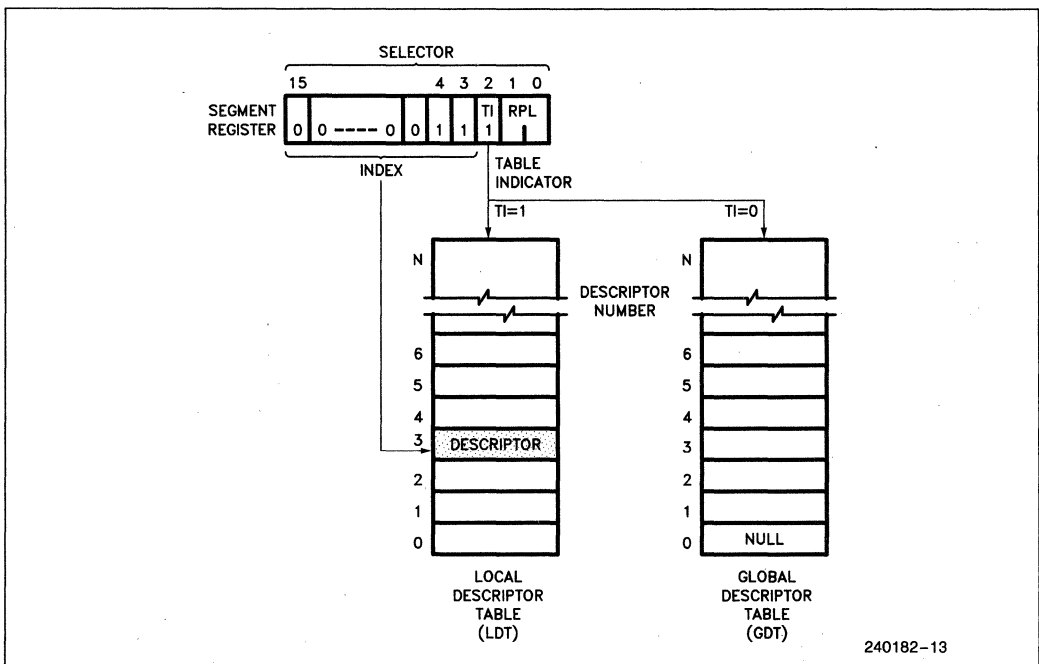 SELECTOR
15 4 3 2 1 0
SEGMENT
REGISTER
TI RPL
0 0 ---- 0 0 1 1 1
INDEX
TABLE
INDICATOR
TI=1 TI=0
N N
DESCRIPTOR
NUMBER
6 6
5 5
4 4
3 DESCRIPTOR 3
2 2
1 1
0 0 NULL
LOCAL
DESCRIPTOR
TABLE
(LDT)
GLOBAL
DESCRIPTOR
TABLE
(GDT)
240182-13